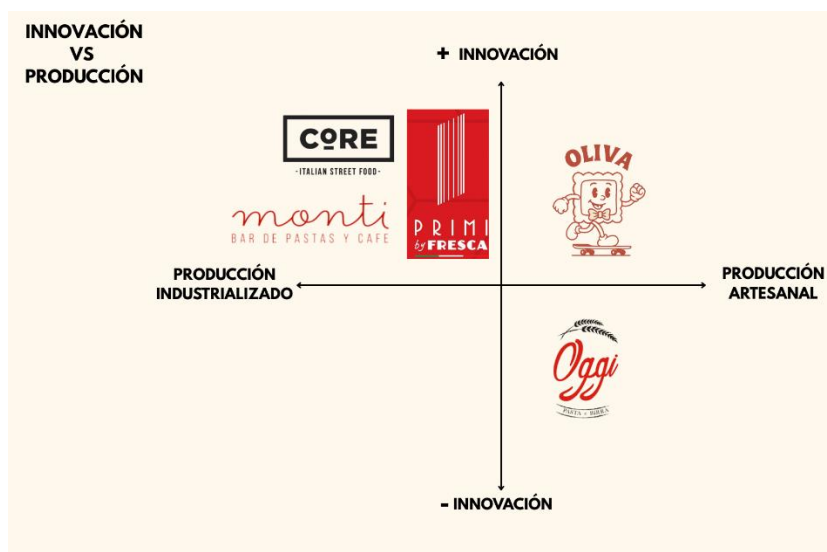 INNOVACIÓN
VS
PRODUCCIÓN
+ INNOVACIÓN
CORE
-ITALIAN STREET FOOD-
monti
BAR DE PASTAS Y CAFE
PRIMI
by FRESCA
OLIVA
PRODUCCIÓN
INDUSTRIALIZADO
PRODUCCIÓN
ARTESANAL
Oggi
PASTA e BIRRA
- INNOVACIÓN